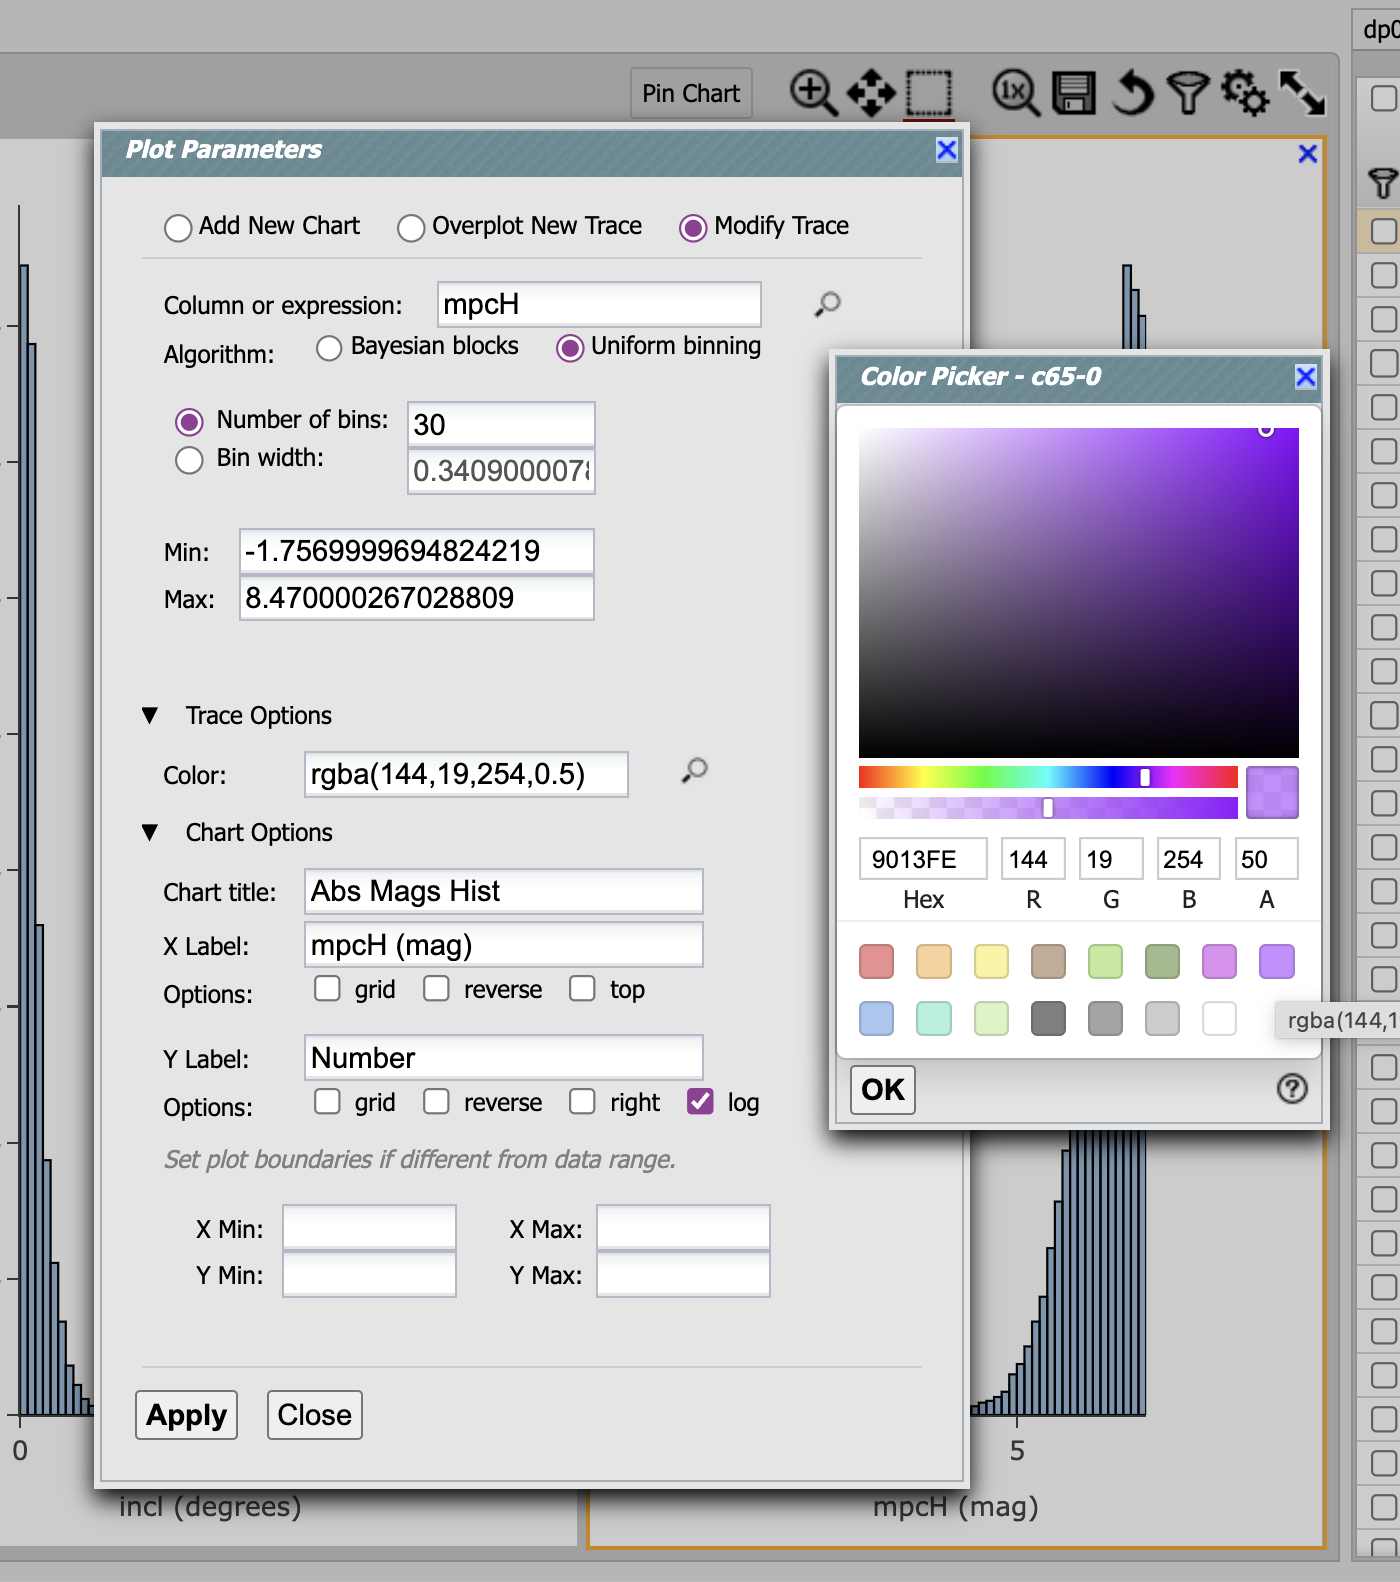 dp0
Pin Chart
1x
Plot Parameters
Add New Chart Overplot New Trace Modify Trace
Column or expression: mpcH
Algorithm: Bayesian blocks Uniform binning
Number of bins: 30
Bin width: 0.340900007
Min: -1.7569999694824219
Max: 8.470000267028809
Trace Options
Color: rgba(144,19,254,0.5)
Chart Options
Chart title: Abs Mags Hist
X Label: mpcH (mag)
Options: grid reverse top
Y Label: Number
Options: grid reverse right log
Set plot boundaries if different from data range.
X Min: X Max:
Y Min: Y Max:
Apply Close
Color Picker - c65-0
9013FE 144 19 254 50
Hex R G B A
rgba(144,1
OK ?
0
5
incl (degrees)
mpcH (mag)